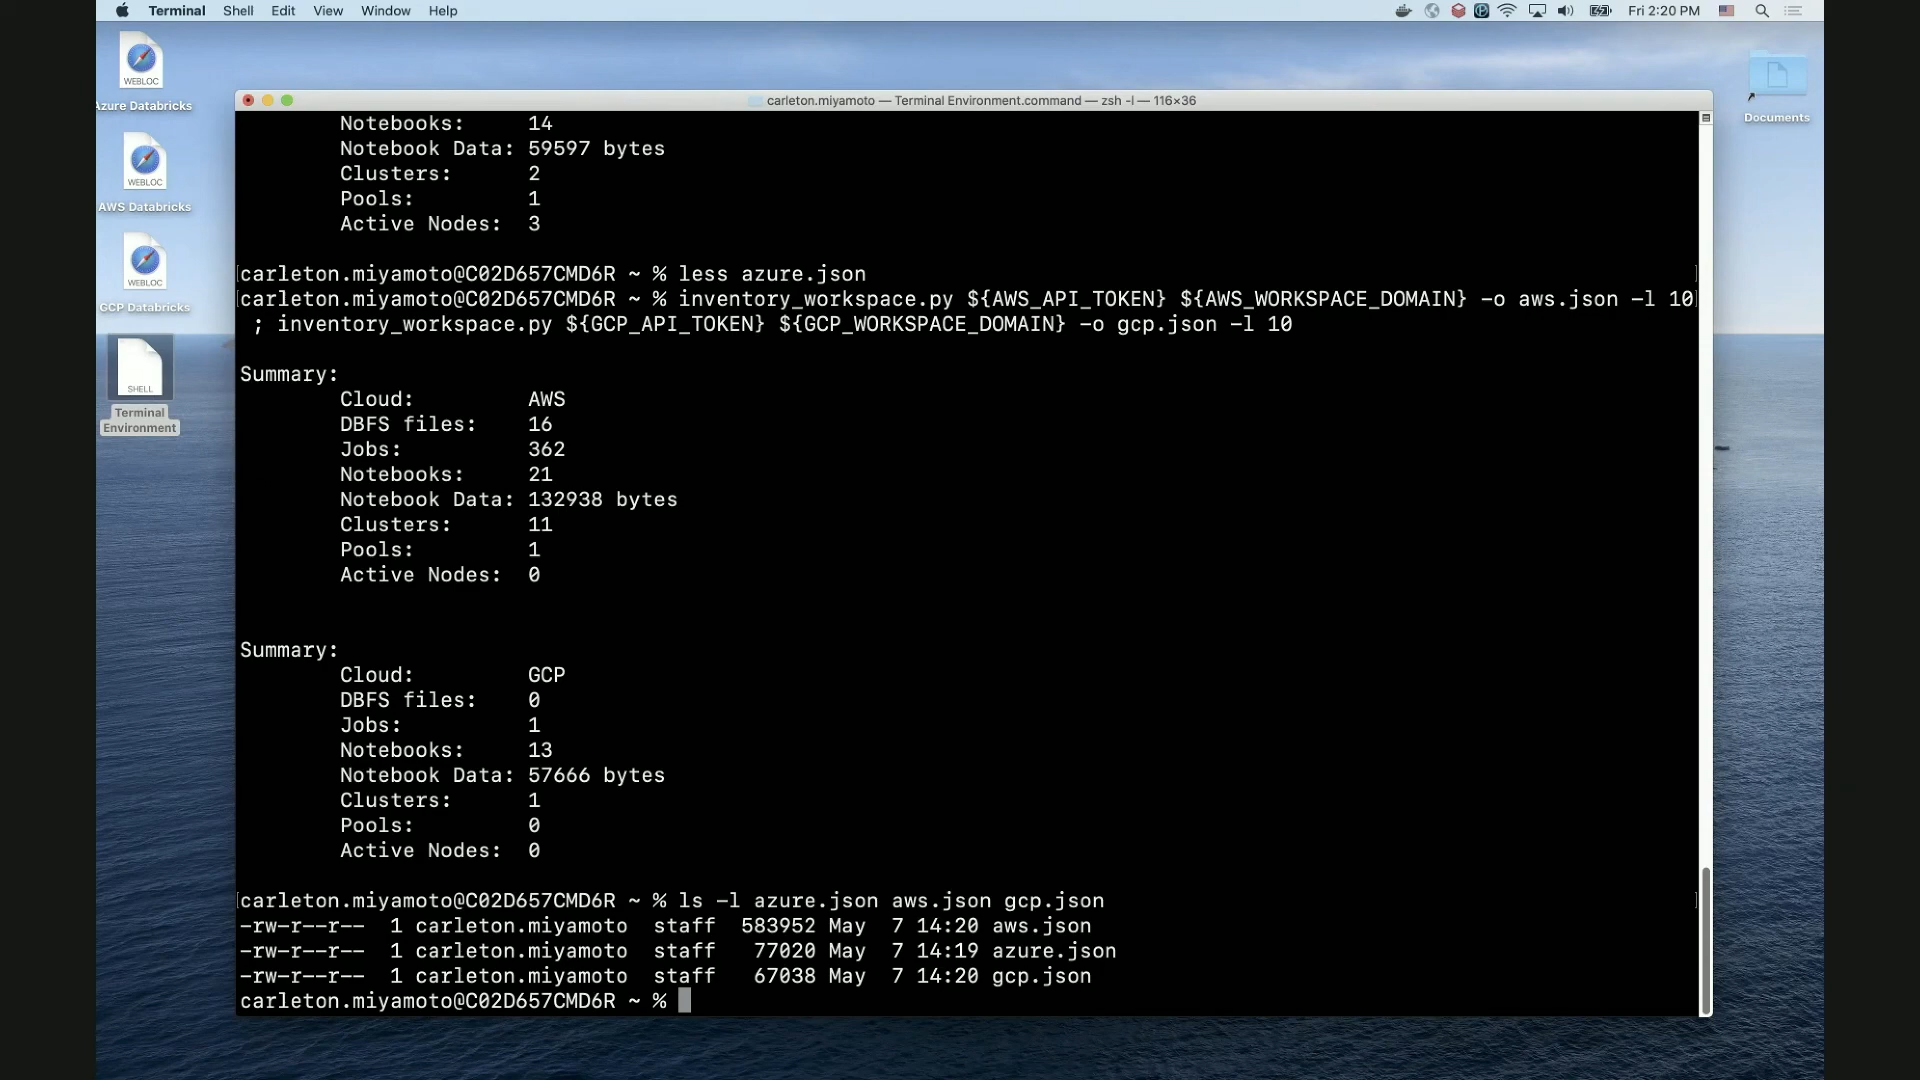 Terminal Shell Edit View Window Help Fri 2:20 PM
WEBLOC
Azure Databricks
WEBLOC
AWS Databricks
WEBLOC
GCP Databricks
SHELL
Terminal
Environment
Documents
carleton.miyamoto — Terminal Environment.command — zsh -l — 116×36
Notebooks: 14
Notebook Data: 59597 bytes
Clusters: 2
Pools: 1
Active Nodes: 3
[carleton.miyamoto@C02D657CMD6R ~ % less azure.json ]
[carleton.miyamoto@C02D657CMD6R ~ % inventory_workspace.py ${AWS_API_TOKEN} ${AWS_WORKSPACE_DOMAIN} -o aws.json -l 10]
; inventory_workspace.py ${GCP_API_TOKEN} ${GCP_WORKSPACE_DOMAIN} -o gcp.json -l 10
Summary:
Cloud: AWS
DBFS files: 16
Jobs: 362
Notebooks: 21
Notebook Data: 132938 bytes
Clusters: 11
Pools: 1
Active Nodes: 0
Summary:
Cloud: GCP
DBFS files: 0
Jobs: 1
Notebooks: 13
Notebook Data: 57666 bytes
Clusters: 1
Pools: 0
Active Nodes: 0
[carleton.miyamoto@C02D657CMD6R ~ % ls -l azure.json aws.json gcp.json ]
-rw-r--r-- 1 carleton.miyamoto staff 583952 May 7 14:20 aws.json
-rw-r--r-- 1 carleton.miyamoto staff 77020 May 7 14:19 azure.json
-rw-r--r-- 1 carleton.miyamoto staff 67038 May 7 14:20 gcp.json
carleton.miyamoto@C02D657CMD6R ~ %